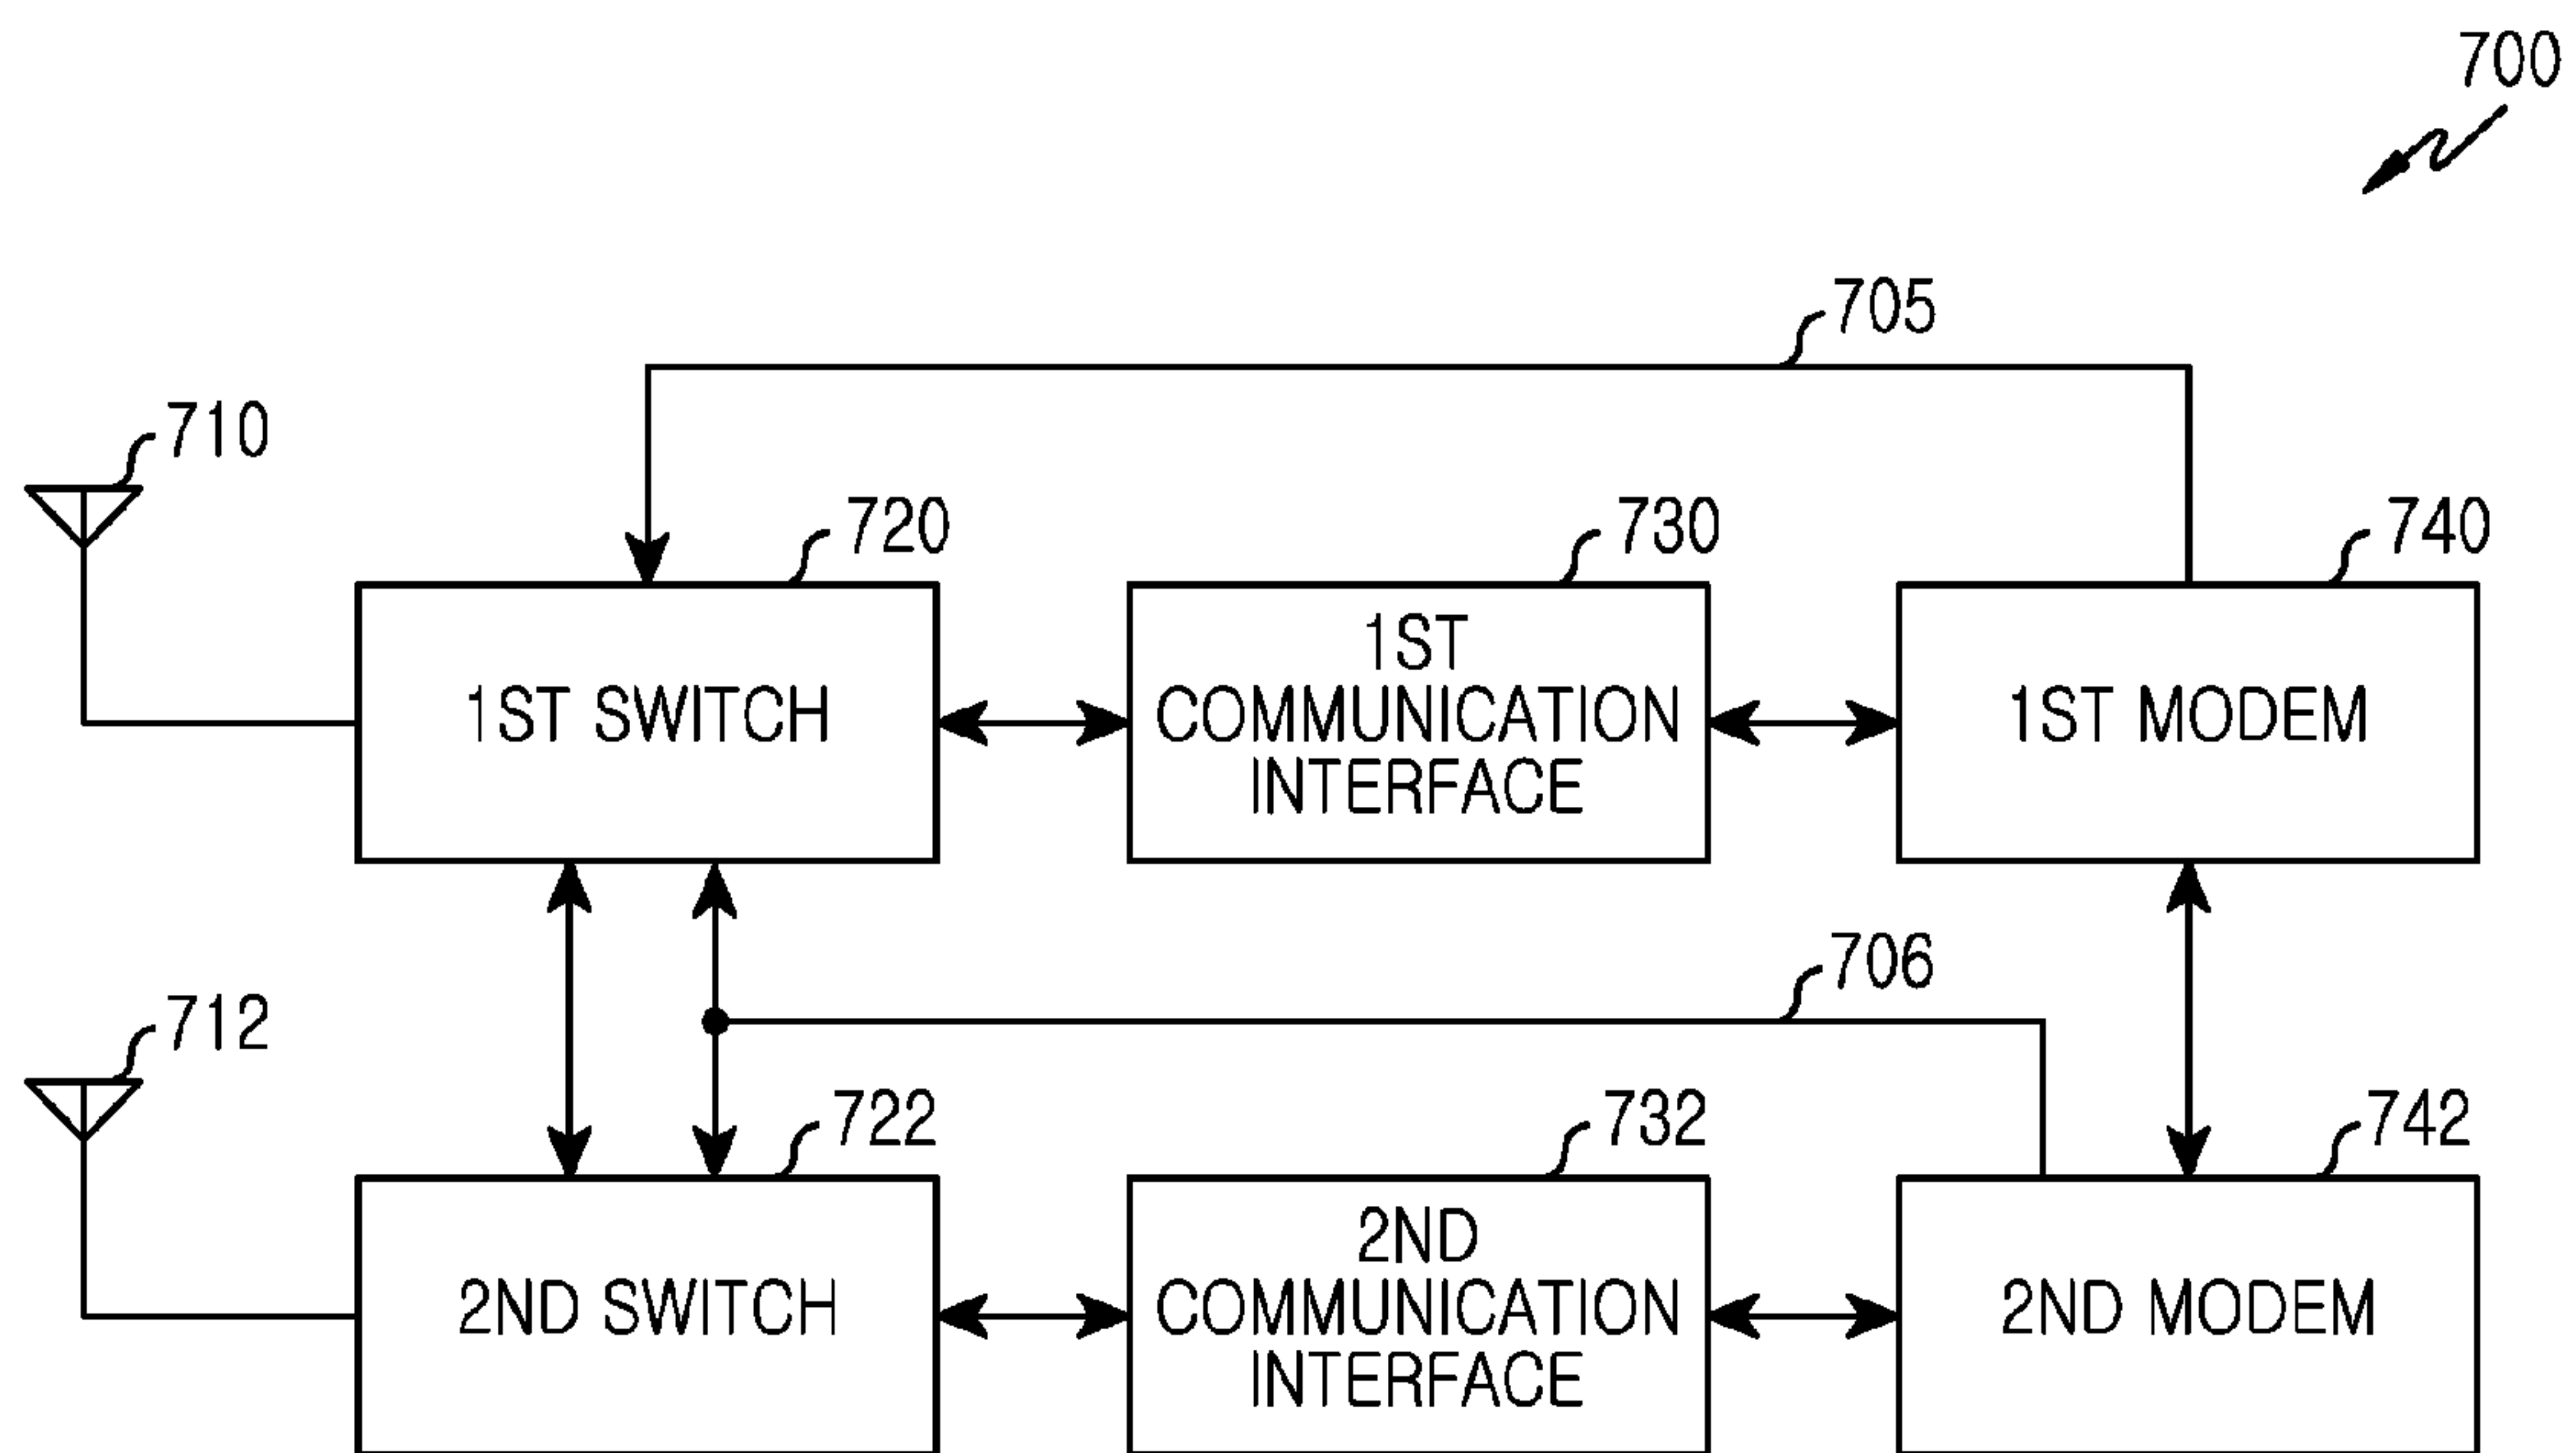 700
705
710
720
730
740
1ST SWITCH
1ST
COMMUNICATION
INTERFACE
1ST MODEM
706
712
722
732
742
2ND SWITCH
2ND
COMMUNICATION
INTERFACE
2ND MODEM